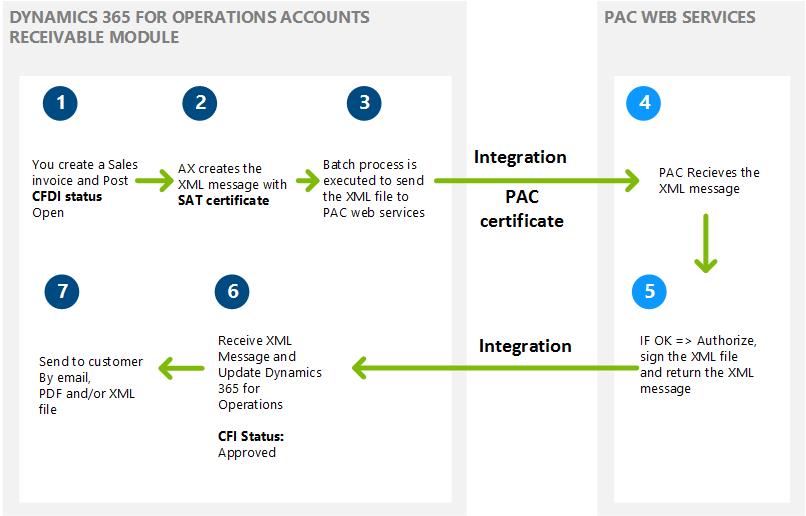 DYNAMICS 365 FOR OPERATIONS ACCOUNTS
RECEIVABLE MODULE
PAC WEB SERVICES
1
2
3
4
You create a Sales
invoice and Post
CFDI status
Open
AX creates the
XML message with
SAT certificate
Batch process is
executed to send
the XML file to
PAC web services
Integration
PAC
certificate
PAC Recieves the
XML message
7
6
5
Send to customer
By email,
PDF and/or XML
file
Receive XML
Message and
Update Dynamics
365 for
Operations
CFI Status:
Approved
Integration
IF OK => Authorize,
sign the XML file
and return the XML
message